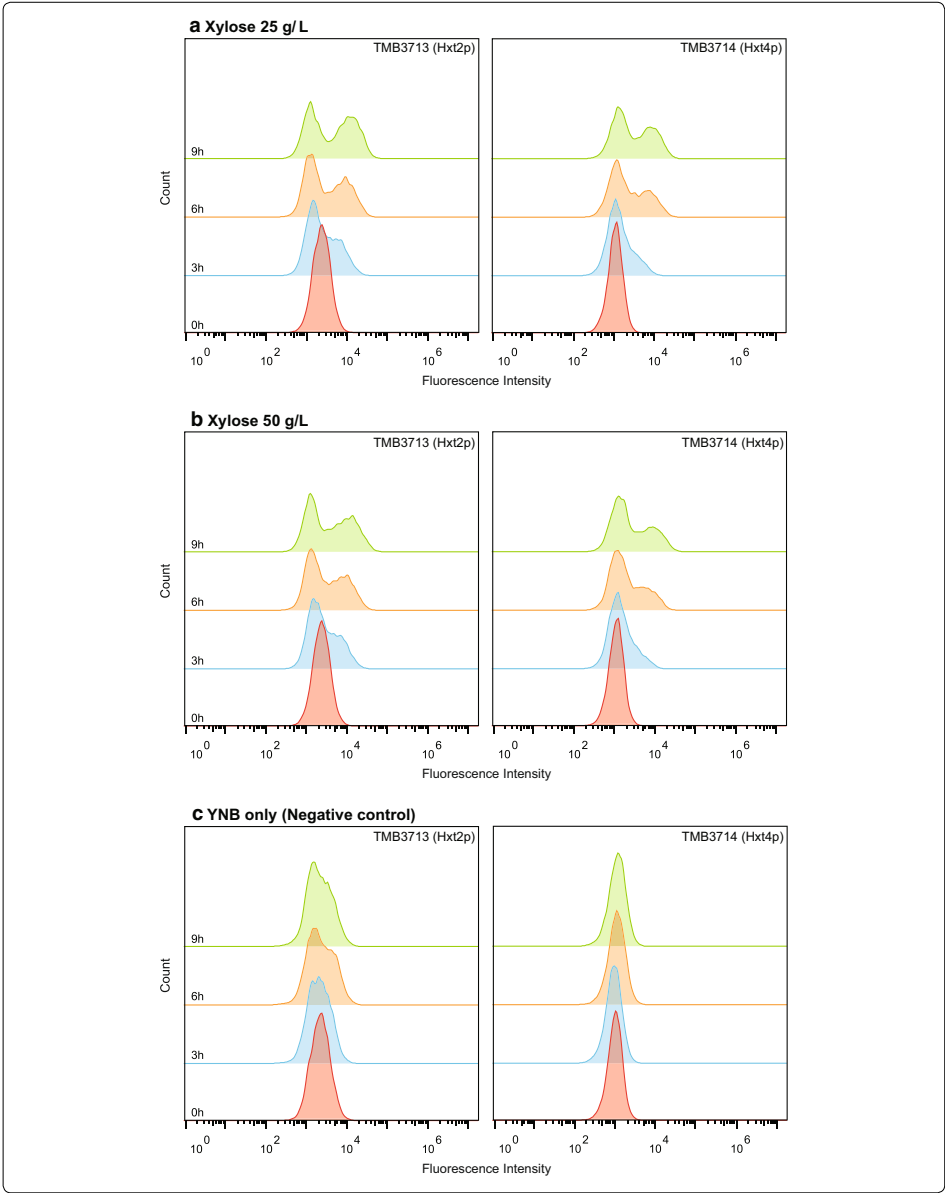 a Xylose 25 g/L
TMB3713 (Hxt2p)
TMB3714 (Hxt4p)
Count
9h
6h
3h
0h
10^0 10^2 10^4 10^6
10^0 10^2 10^4 10^6
Fluorescence Intensity
b Xylose 50 g/L
TMB3713 (Hxt2p)
TMB3714 (Hxt4p)
Count
9h
6h
3h
0h
10^0 10^2 10^4 10^6
10^0 10^2 10^4 10^6
Fluorescence Intensity
c YNB only (Negative control)
TMB3713 (Hxt2p)
TMB3714 (Hxt4p)
Count
9h
6h
3h
0h
10^0 10^2 10^4 10^6
10^0 10^2 10^4 10^6
Fluorescence Intensity